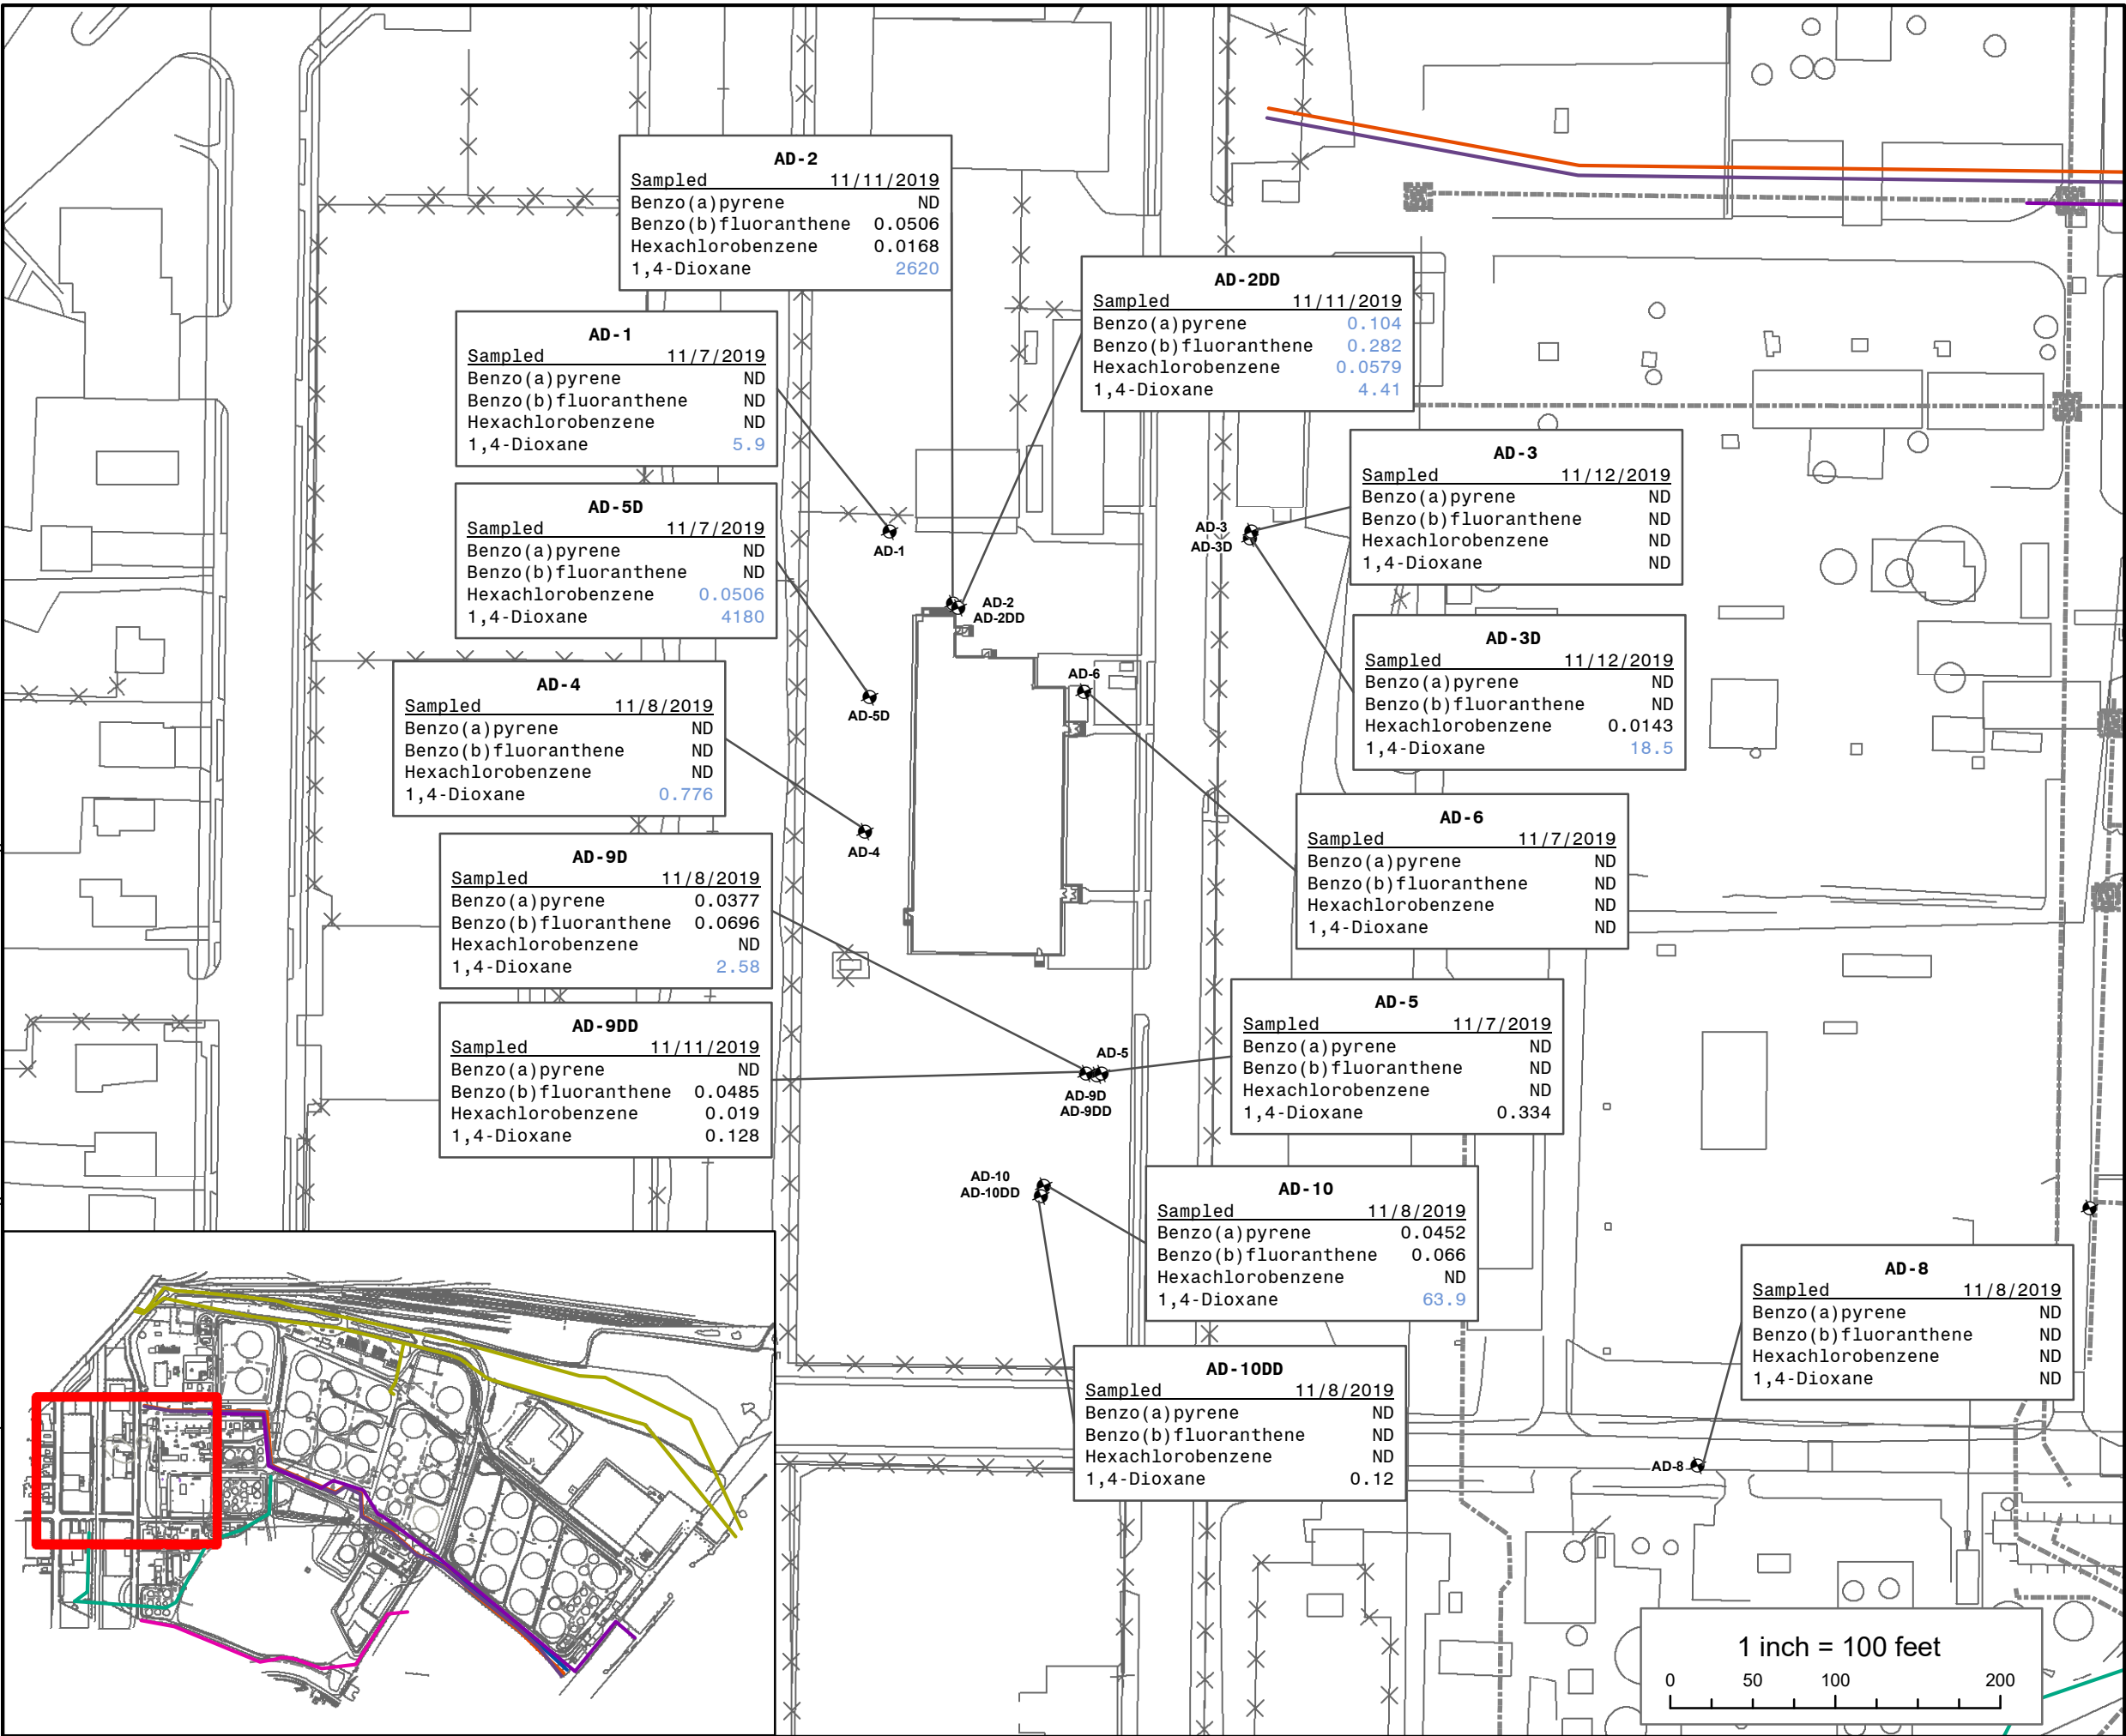 AD-2
Sampled 11/11/2019
Benzo(a)pyrene ND
Benzo(b)fluoranthene 0.0506
Hexachlorobenzene 0.0168
1,4-Dioxane 2620
AD-2DD
Sampled 11/11/2019
Benzo(a)pyrene 0.104
Benzo(b)fluoranthene 0.282
Hexachlorobenzene 0.0579
1,4-Dioxane 4.41
AD-1
Sampled 11/7/2019
Benzo(a)pyrene ND
Benzo(b)fluoranthene ND
Hexachlorobenzene ND
1,4-Dioxane 5.9
AD-3
Sampled 11/12/2019
Benzo(a)pyrene ND
Benzo(b)fluoranthene ND
Hexachlorobenzene ND
1,4-Dioxane ND
AD-5D
Sampled 11/7/2019
Benzo(a)pyrene ND
Benzo(b)fluoranthene ND
Hexachlorobenzene 0.0506
1,4-Dioxane 4180
AD-1
AD-3
AD-3D
AD-2
AD-2DD
AD-3D
Sampled 11/12/2019
Benzo(a)pyrene ND
Benzo(b)fluoranthene ND
Hexachlorobenzene 0.0143
1,4-Dioxane 18.5
AD-4
Sampled 11/8/2019
Benzo(a)pyrene ND
Benzo(b)fluoranthene ND
Hexachlorobenzene ND
1,4-Dioxane 0.776
AD-5D
AD-6
AD-4
AD-6
Sampled 11/7/2019
Benzo(a)pyrene ND
Benzo(b)fluoranthene ND
Hexachlorobenzene ND
1,4-Dioxane ND
AD-9D
Sampled 11/8/2019
Benzo(a)pyrene 0.0377
Benzo(b)fluoranthene 0.0696
Hexachlorobenzene ND
1,4-Dioxane 2.58
AD-9DD
Sampled 11/11/2019
Benzo(a)pyrene ND
Benzo(b)fluoranthene 0.0485
Hexachlorobenzene 0.019
1,4-Dioxane 0.128
AD-5
AD-9D
AD-9DD
AD-5
Sampled 11/7/2019
Benzo(a)pyrene ND
Benzo(b)fluoranthene ND
Hexachlorobenzene ND
1,4-Dioxane 0.334
AD-10
AD-10DD
AD-10
Sampled 11/8/2019
Benzo(a)pyrene 0.0452
Benzo(b)fluoranthene 0.066
Hexachlorobenzene ND
1,4-Dioxane 63.9
AD-8
Sampled 11/8/2019
Benzo(a)pyrene ND
Benzo(b)fluoranthene ND
Hexachlorobenzene ND
1,4-Dioxane ND
AD-10DD
Sampled 11/8/2019
Benzo(a)pyrene ND
Benzo(b)fluoranthene ND
Hexachlorobenzene ND
1,4-Dioxane 0.12
AD-8
1 inch = 100 feet
0 50 100 200